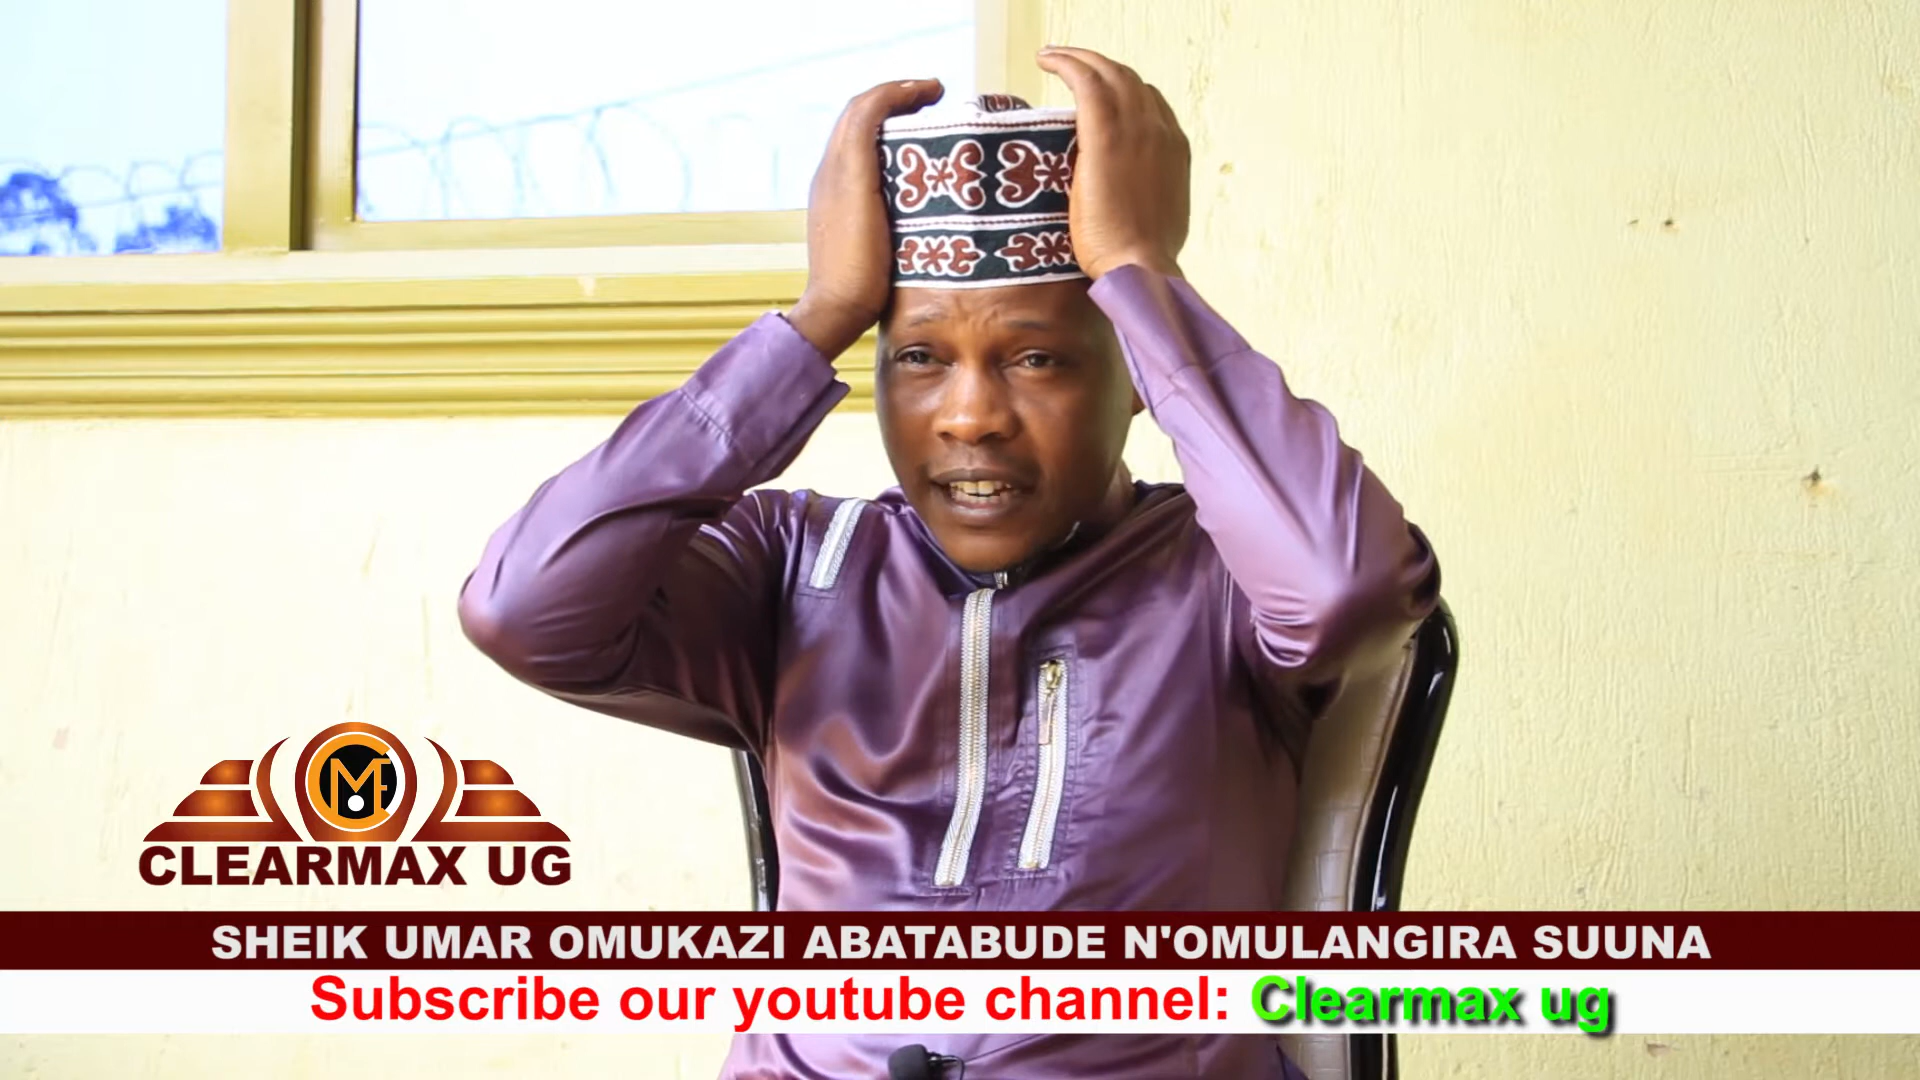 CLEARMAX UG
SHEIK UMAR OMUKAZI ABATABUDE N'OMULANGIRA SUUNA
Subscribe our youtube channel: Clearmax ug